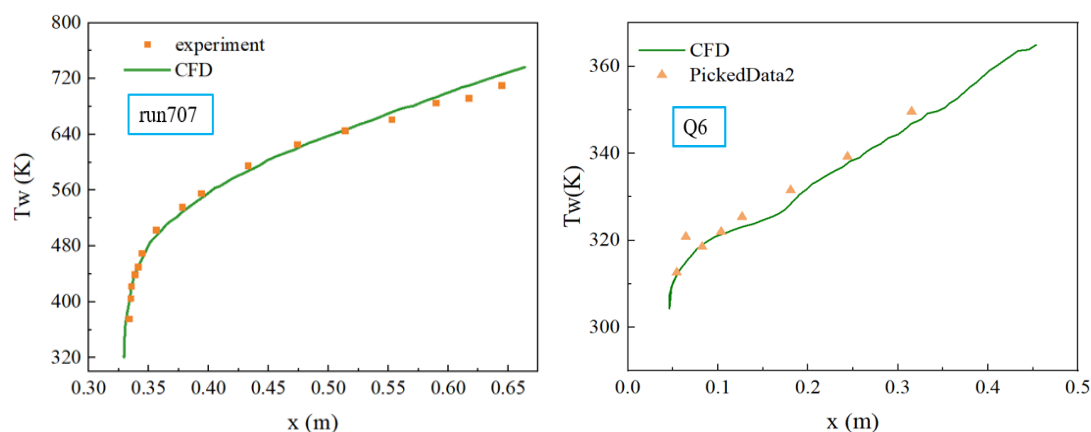 800
720
640
560
480
400
320
Tw (K)
experiment
CFD
run707
0.30 0.35 0.40 0.45 0.50 0.55 0.60 0.65
x (m)
360
340
320
300
Tw(K)
CFD
PickedData2
Q6
0.0 0.1 0.2 0.3 0.4 0.5
x (m)